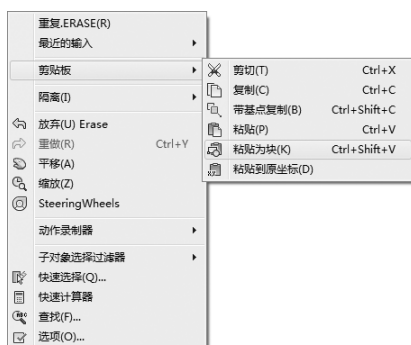 重复.ERASE(R)
最近的输入
剪贴板
隔离(I)
放弃(U) Erase
重做(R) Ctrl+Y
平移(A)
缩放(Z)
SteeringWheels
动作录制器
子对象选择过滤器
快速选择(Q)...
快速计算器
查找(F)...
选项(O)...
剪切(T) Ctrl+X
复制(C) Ctrl+C
带基点复制(B) Ctrl+Shift+C
粘贴(P) Ctrl+V
粘贴为块(K) Ctrl+Shift+V
粘贴到原坐标(D)